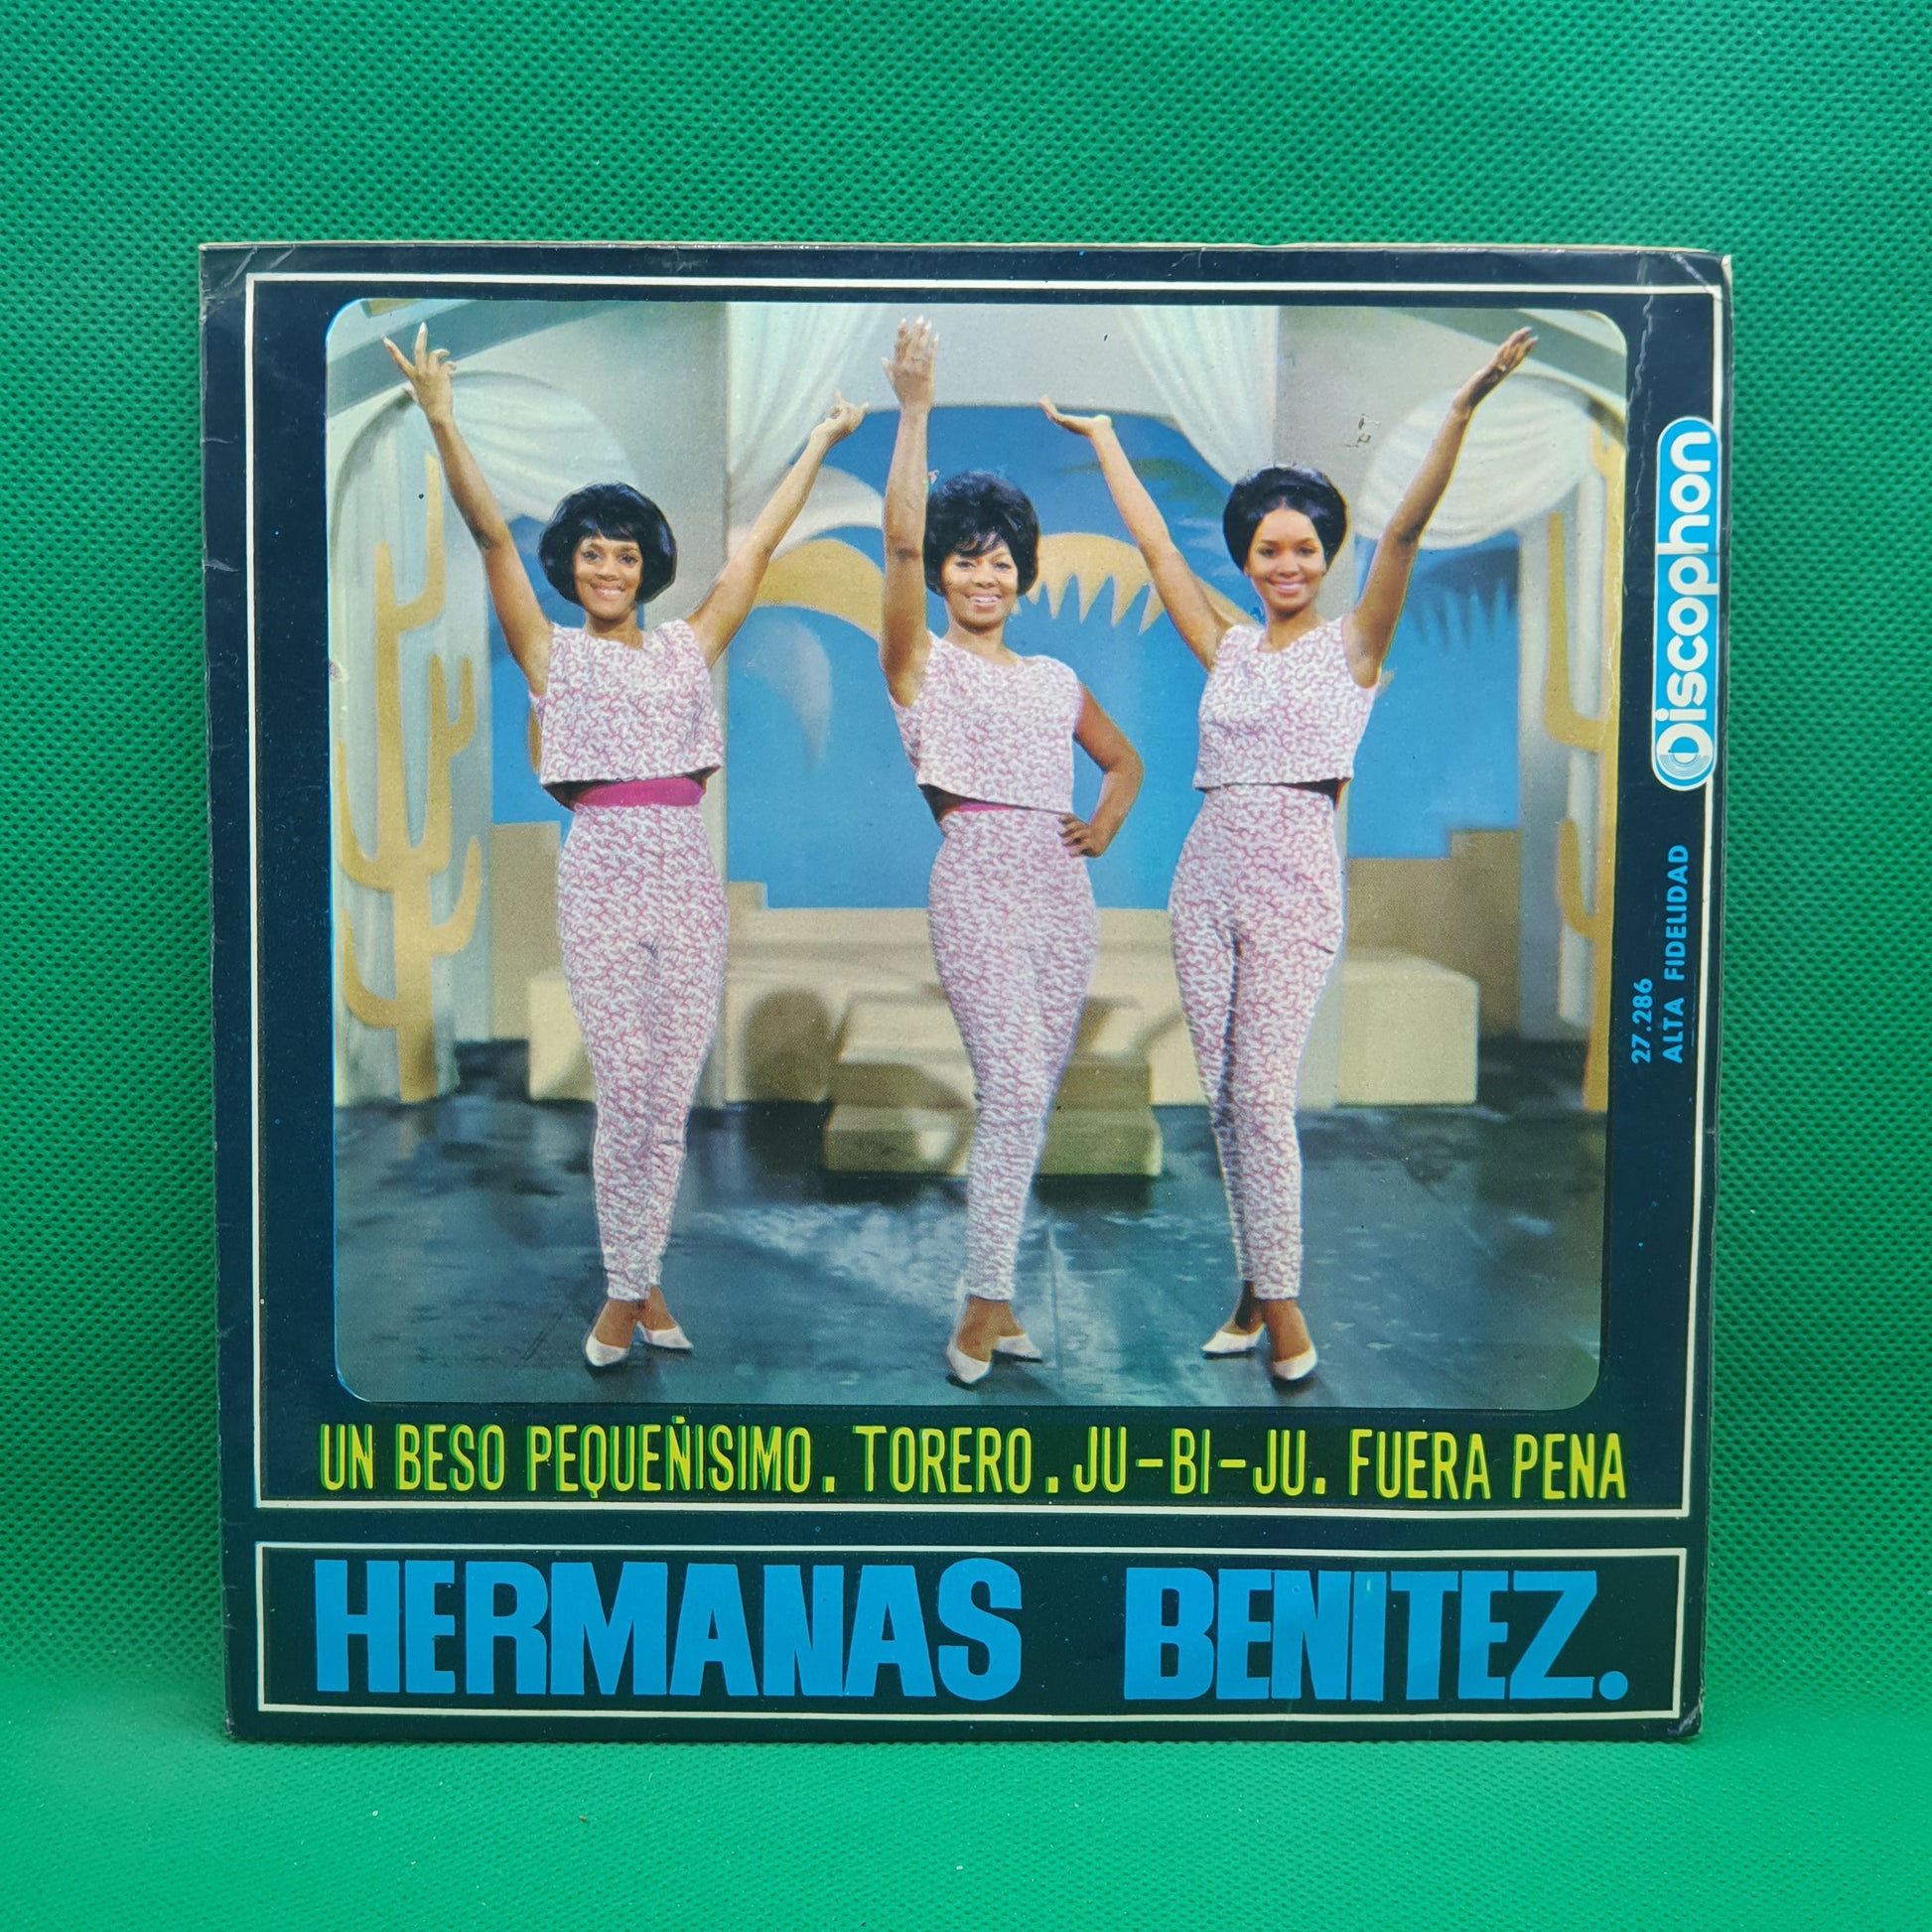 Discophon
27.286
ALTA FIDELIDAD
UN BESO PEQUEÑISIMO. TORERO. JU-BI-JU. FUERA PENA
HERMANAS BENITEZ.